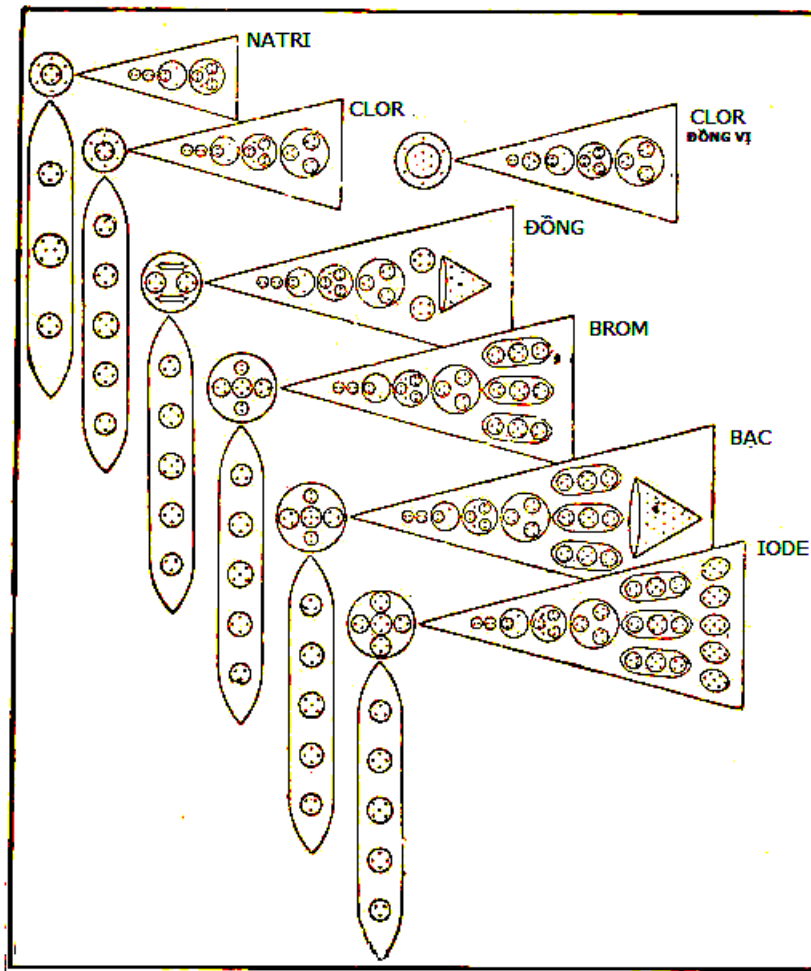 NATRI
CLOR
CLOR
ĐỒNG VỊ
ĐỒNG
BROM
BẠC
IODE